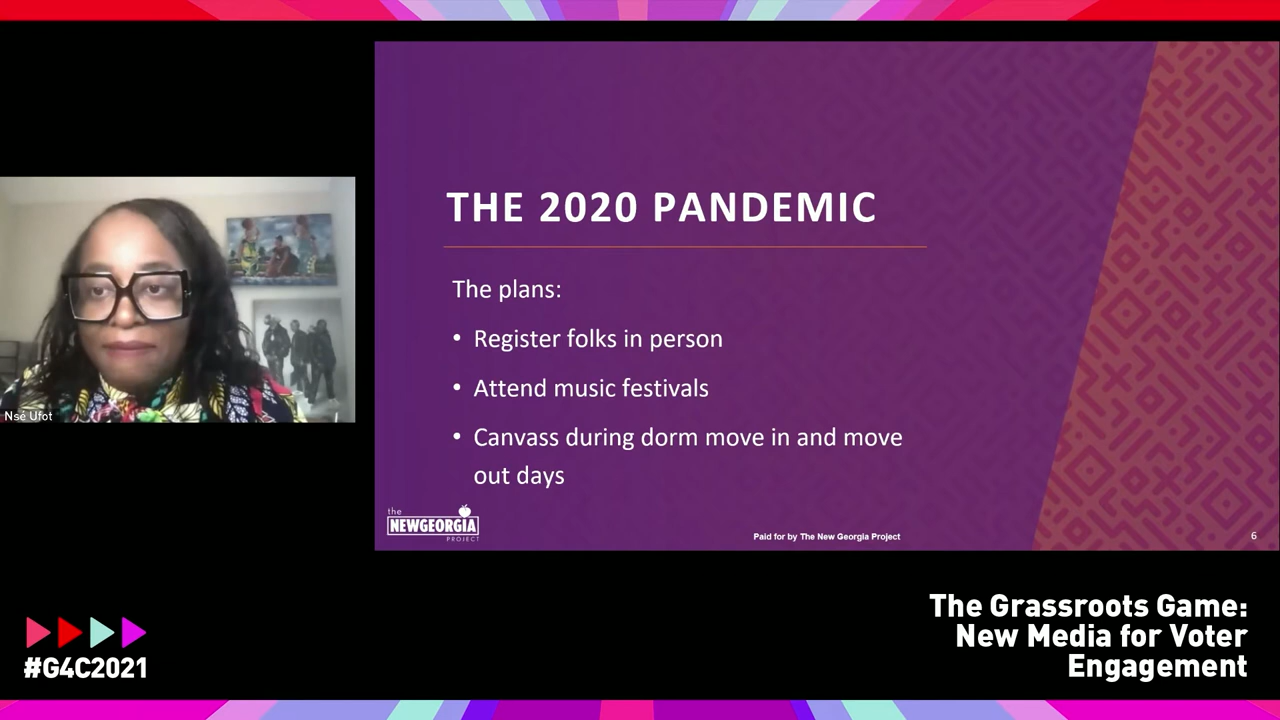 THE 2020 PANDEMIC
The plans:
• Register folks in person
• Attend music festivals
• Canvass during dorm move in and move
out days
Nsé Ufot
the
NEWGEORGIA
PROJECT
Paid for by The New Georgia Project
6
#G4C2021
The Grassroots Game:
New Media for Voter
Engagement